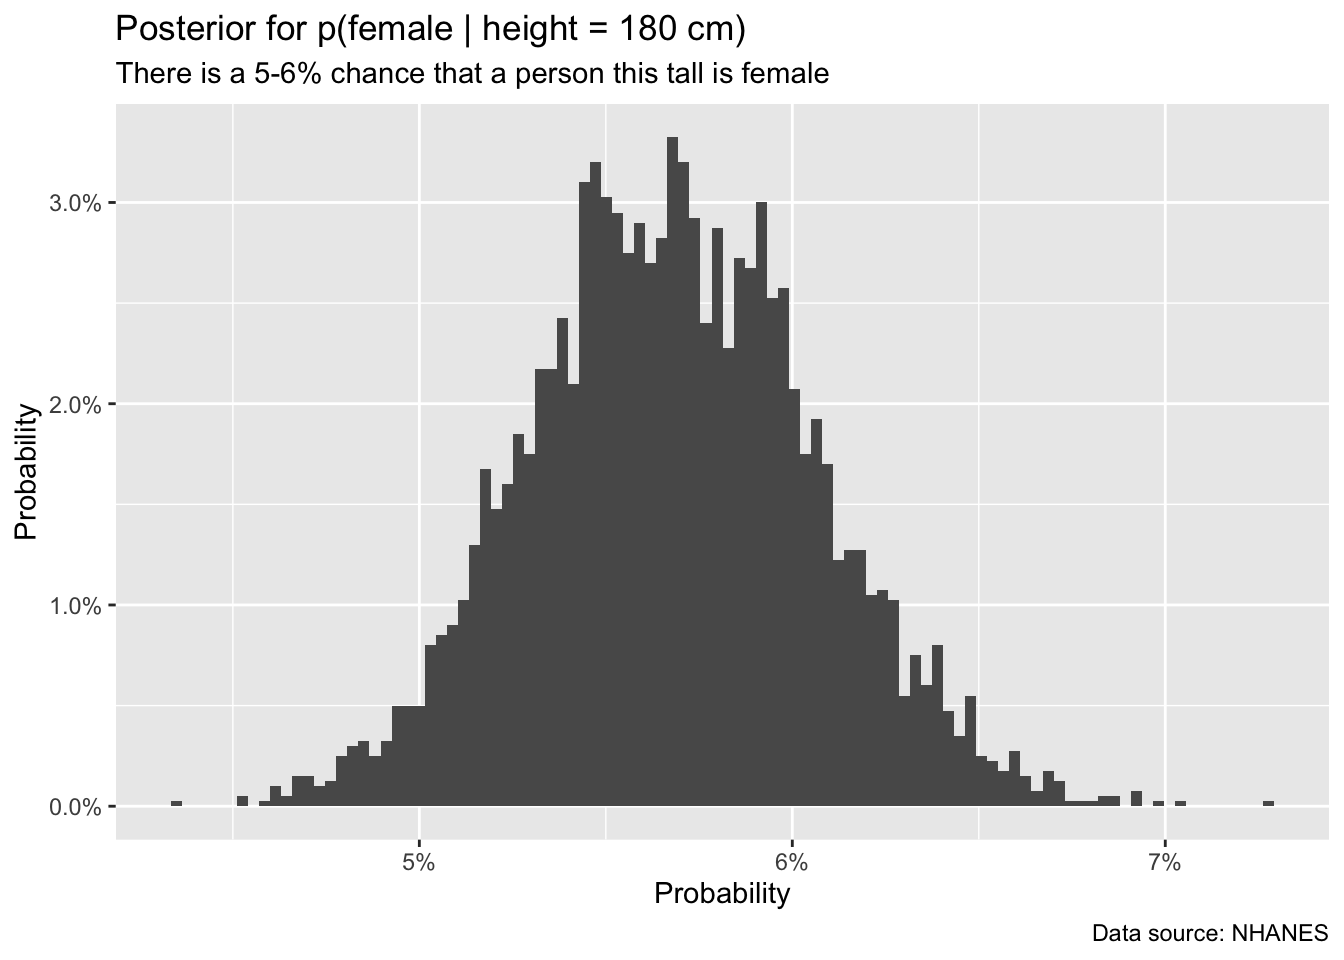 Posterior for p(female | height = 180 cm)
There is a 5-6% chance that a person this tall is female
Probability
3.0%
2.0%
1.0%
0.0%
5%
6%
7%
Probability
Data source: NHANES